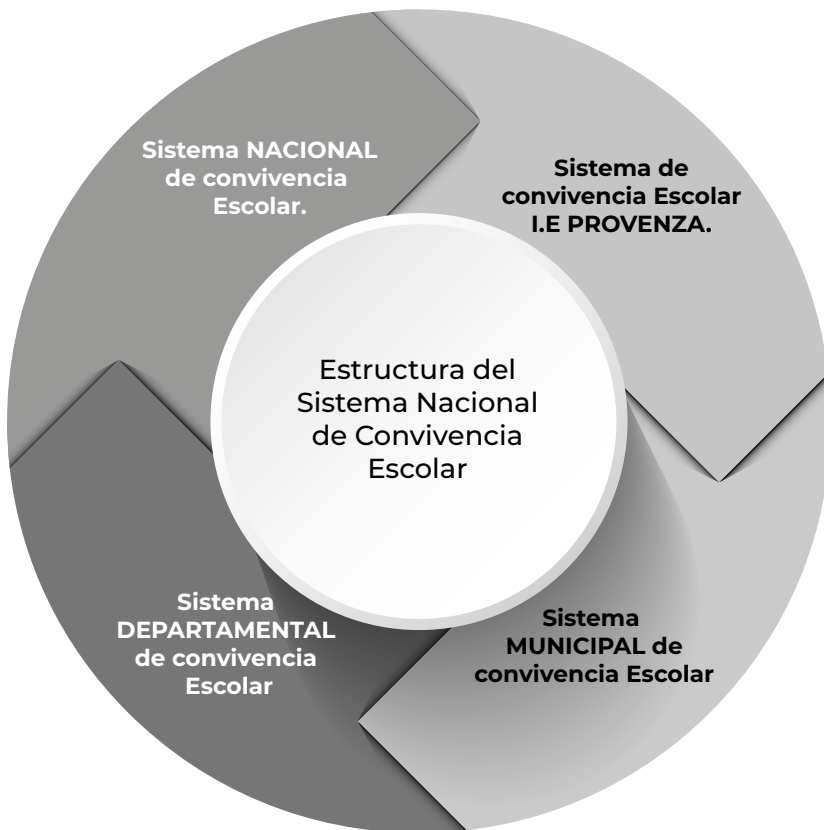 Sistema NACIONAL
de convivencia
Escolar.
Sistema de
convivencia Escolar
I.E PROVENZA.
Estructura del
Sistema Nacional
de Convivencia
Escolar
Sistema
DEPARTAMENTAL
de convivencia
Escolar
Sistema
MUNICIPAL de
convivencia Escolar